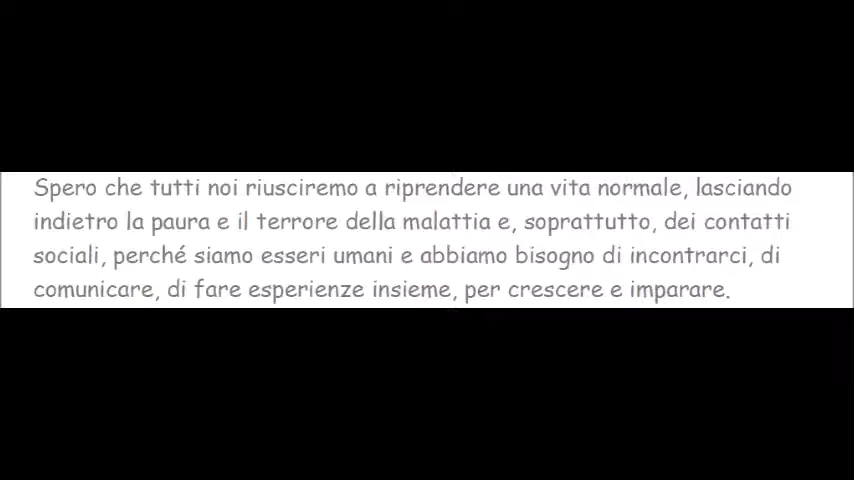 Spero che tutti noi riusciremo a riprendere una vita normale, lasciando
indietro la paura e il terrore della malattia e, soprattutto, dei contatti
sociali, perché siamo esseri umani e abbiamo bisogno di incontrarci, di
comunicare, di fare esperienze insieme, per crescere e imparare.